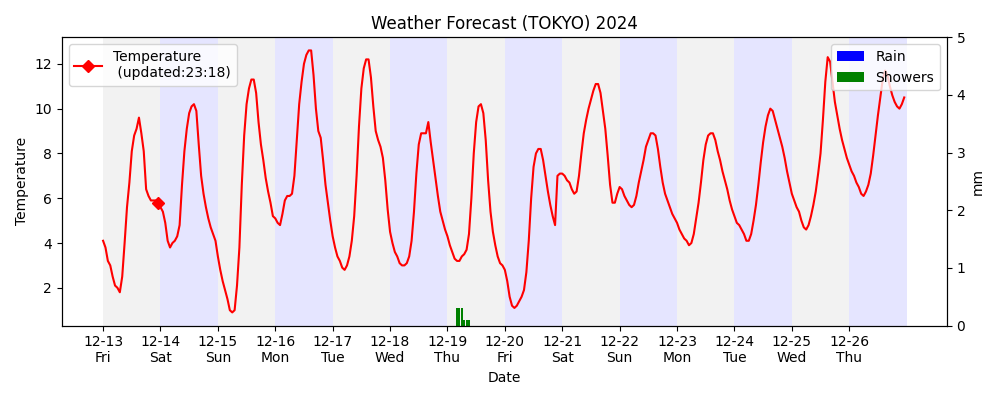 Weather Forecast (TOKYO) 2024
Temperature
(updated:23:18)
Rain
Showers
Temperature
12
10
8
6
4
2
5
4
3
2
1
0
mm
12-13 12-14 12-15 12-16 12-17 12-18 12-19 12-20 12-21 12-22 12-23 12-24 12-25 12-26
Fri Sat Sun Mon Tue Wed Thu Fri Sat Sun Mon Tue Wed Thu
Date